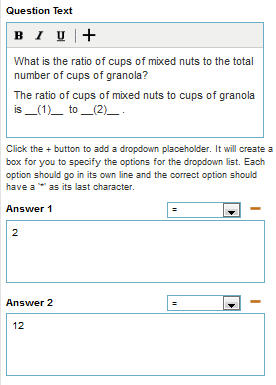 Question Text
B I U | +
What is the ratio of cups of mixed nuts to the total
number of cups of granola?
The ratio of cups of mixed nuts to cups of granola
is __(1)__ to __(2)__ .
Click the + button to add a dropdown placeholder. It will create a
box for you to specify the options for the dropdown list. Each
option should go in its own line and the correct option should
have a '*' as its last character.
Answer 1 =
2
Answer 2 =
12